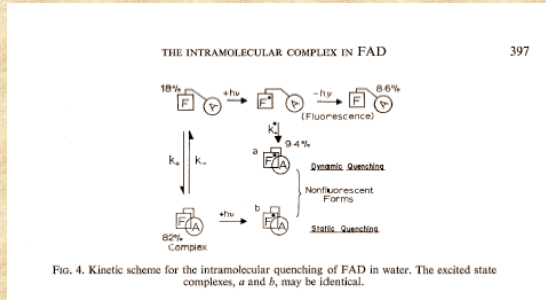 THE INTRAMOLECULAR COMPLEX IN FAD 397
18% +hν -hν 8·6%
F A F* A F A
(Fluorescence)
k*
a 9·4%
k+ k- F A
Dynamic Quenching
Nonfluorescent
Forms
b
F A +hν F A
Static Quenching
82%
Complex
FIG. 4. Kinetic scheme for the intramolecular quenching of FAD in water. The excited state
complexes, a and b, may be identical.